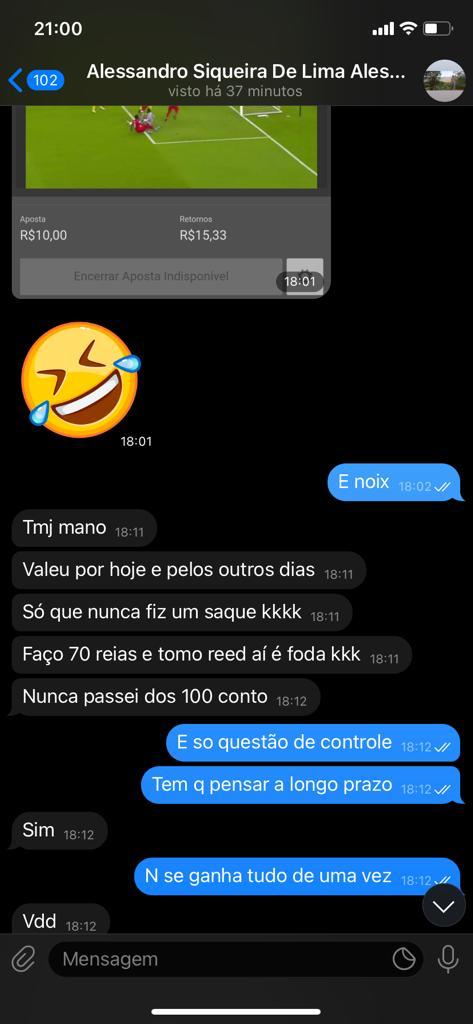 21:00
102
Alessandro Siqueira De Lima Ales...
visto há 37 minutos
Aposta
Retornos
R$10,00
R$15,33
Encerrar Aposta Indisponível
18:01
18:01
E noix 18:02
Tmj mano 18:11
Valeu por hoje e pelos outros dias 18:11
Só que nunca fiz um saque kkkk 18:11
Faço 70 reias e tomo reed aí é foda kkk 18:11
Nunca passei dos 100 conto 18:12
E so questão de controle 18:12
Tem q pensar a longo prazo 18:12
Sim 18:12
N se ganha tudo de uma vez 18:12
Vdd 18:12
Mensagem